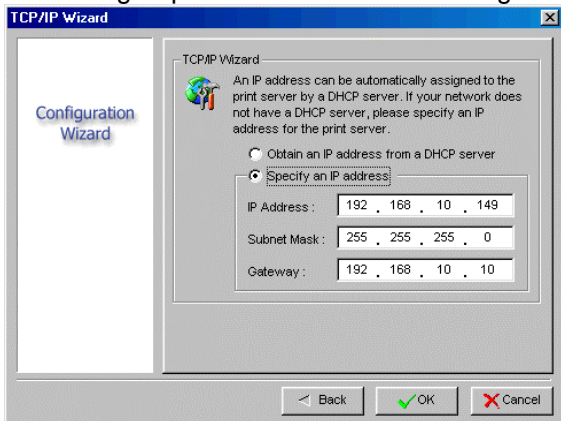 TCP/IP Wizard
TCP/IP Wizard
An IP address can be automatically assigned to the
print server by a DHCP server. If your network does
not have a DHCP server, please specify an IP
address for the print server.
Configuration
Wizard
Obtain an IP address from a DHCP server
Specify an IP address
IP Address : 192 . 168 . 10 . 149
Subnet Mask : 255 . 255 . 255 . 0
Gateway : 192 . 168 . 10 . 10
< Back OK Cancel